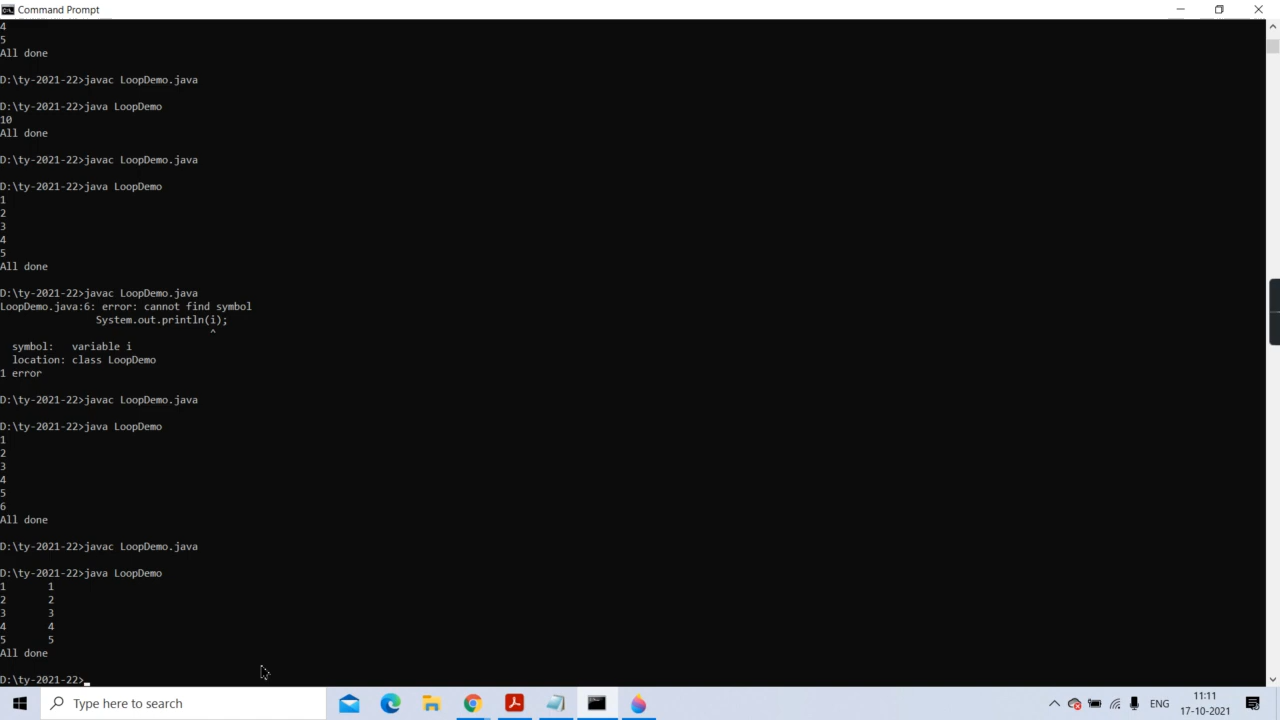 Command Prompt
4
5
All done
D:\ty-2021-22>javac LoopDemo.java
D:\ty-2021-22>java LoopDemo
10
All done
D:\ty-2021-22>javac LoopDemo.java
D:\ty-2021-22>java LoopDemo
1
2
3
4
5
All done
D:\ty-2021-22>javac LoopDemo.java
LoopDemo.java:6: error: cannot find symbol
System.out.println(i);
^
symbol:   variable i
location: class LoopDemo
1 error
D:\ty-2021-22>javac LoopDemo.java
D:\ty-2021-22>java LoopDemo
1
2
3
4
5
6
All done
D:\ty-2021-22>javac LoopDemo.java
D:\ty-2021-22>java LoopDemo
1       1
2       2
3       3
4       4
5       5
All done
D:\ty-2021-22>
Type here to search
ENG
11:11
17-10-2021